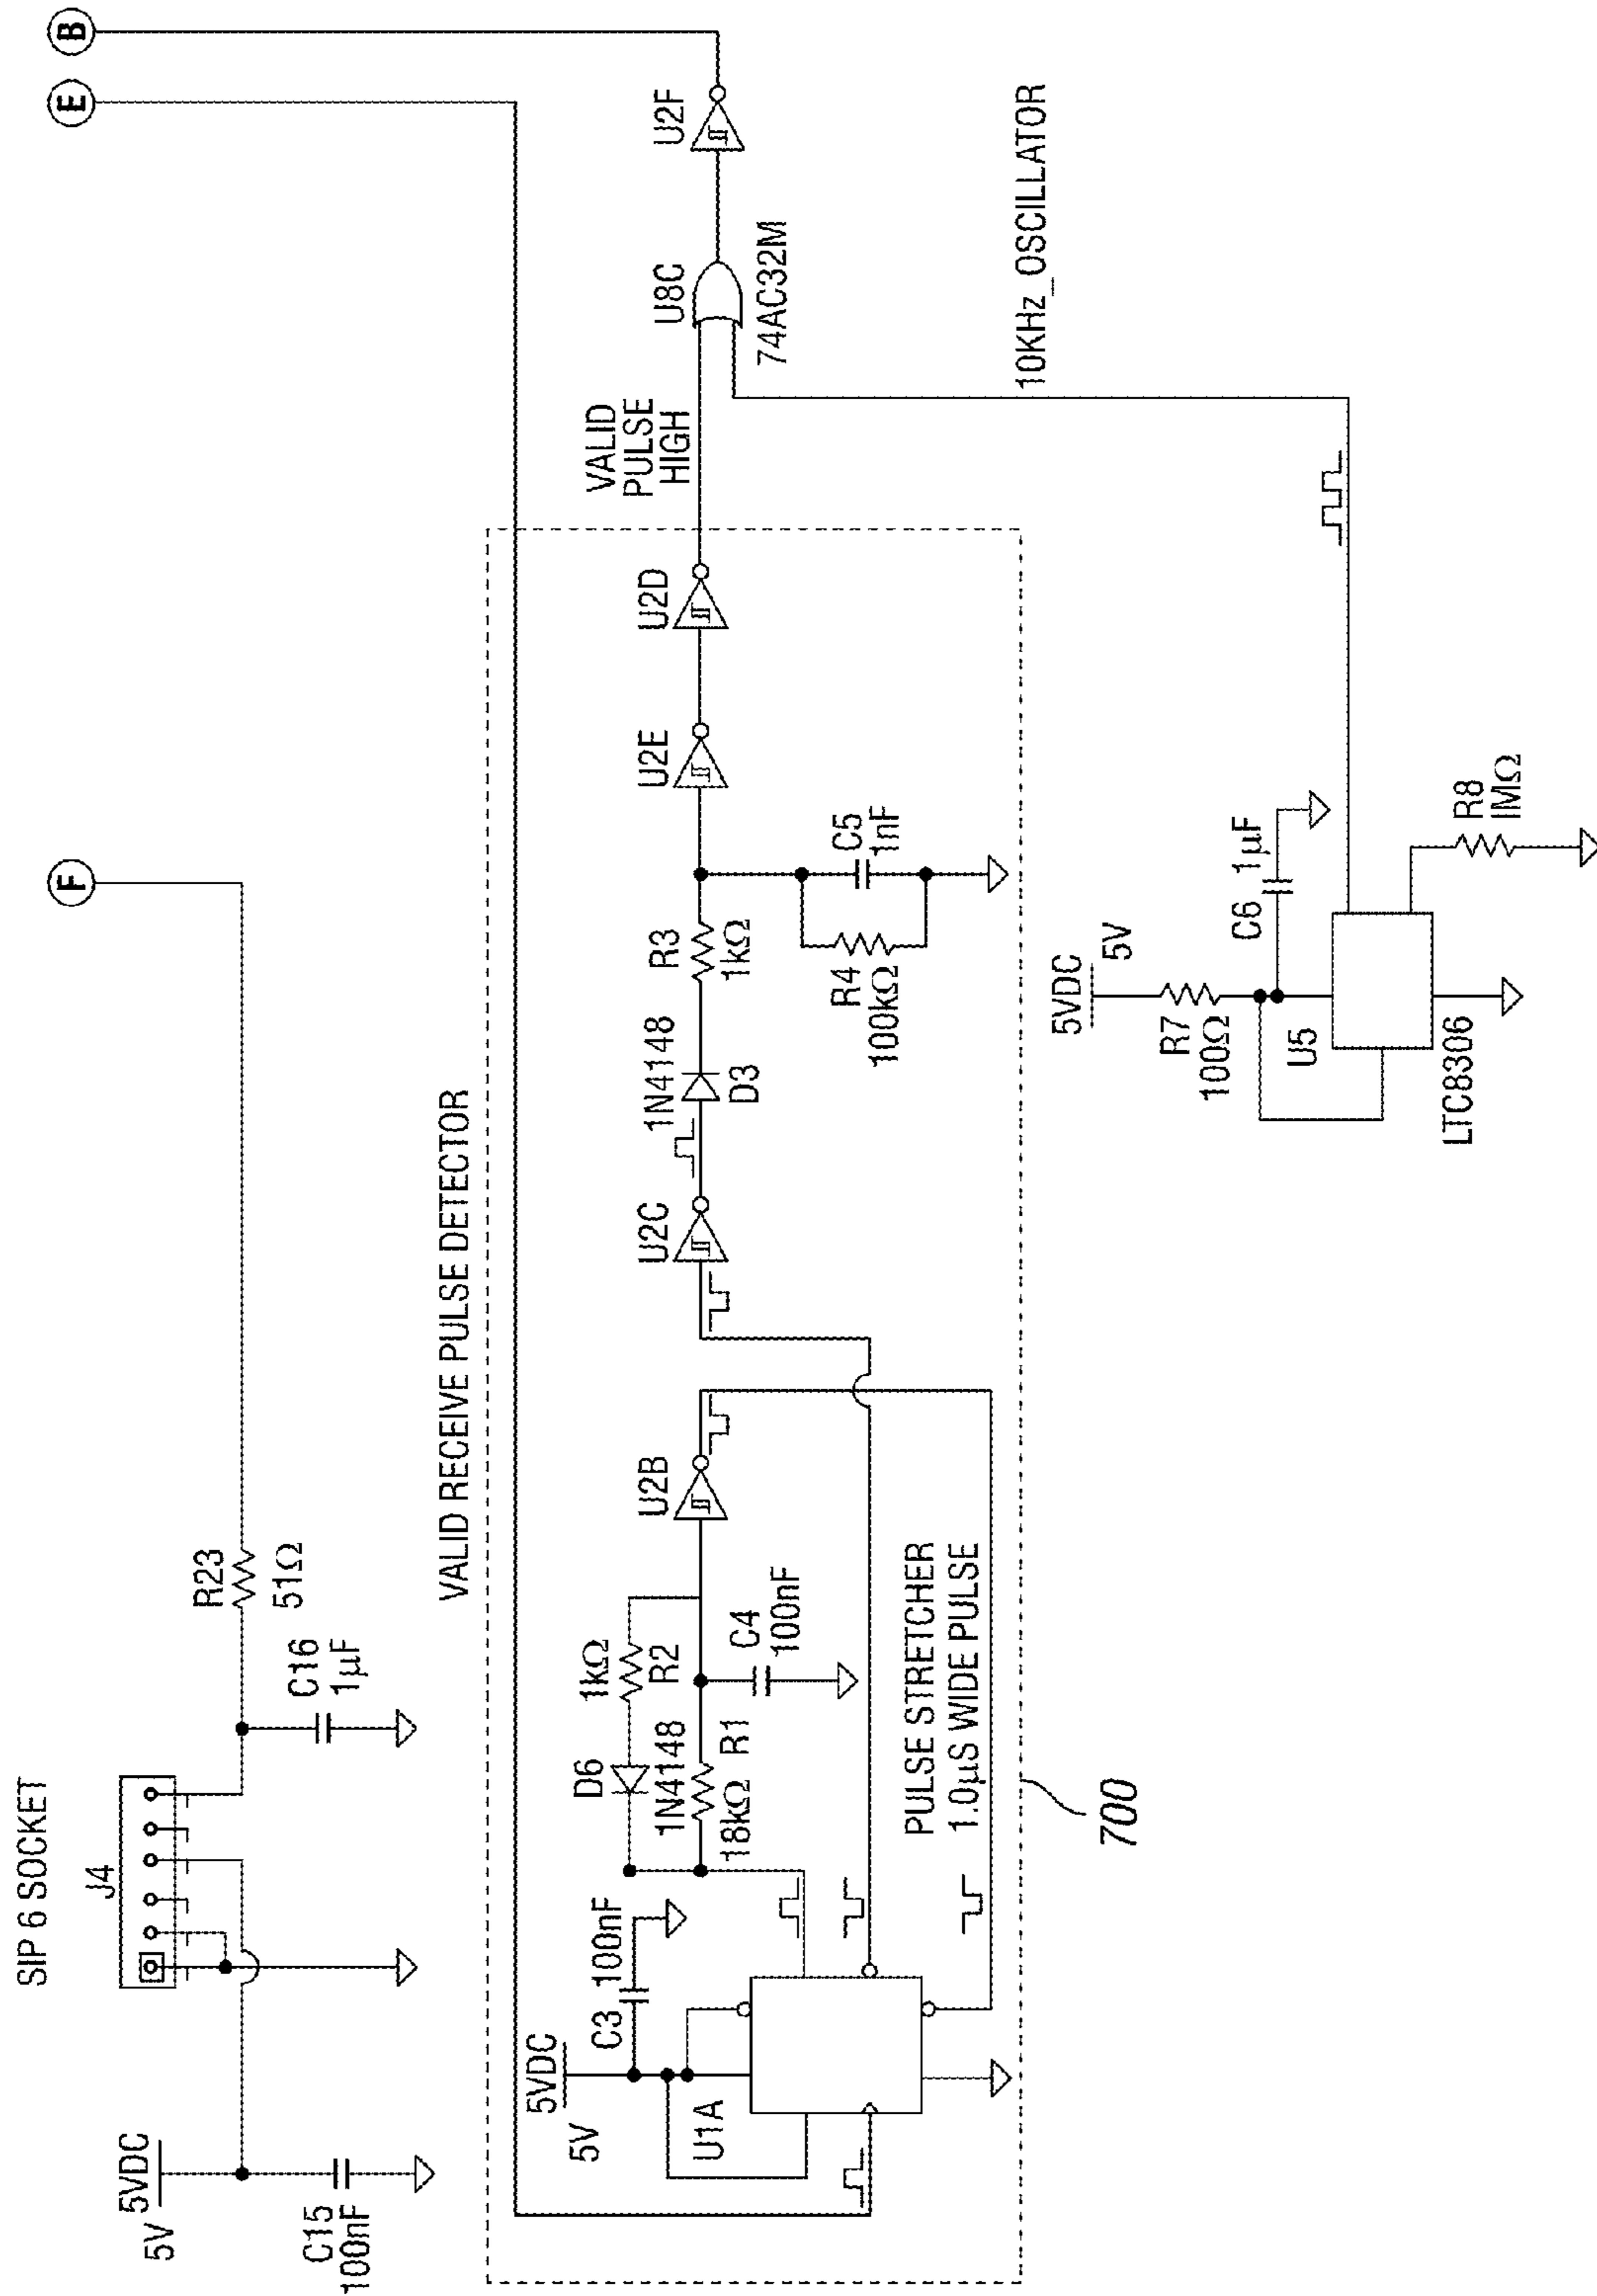 B
E
F
SIP 6 SOCKET
J4
5VDC
5V
C15
100nF
C16
1μF
R23
51Ω
VALID RECEIVE PULSE DETECTOR
5VDC
5V
C3
100nF
U1A
D6
1N4148
1kΩ
R2
18kΩ
R1
C4
100nF
U2B
PULSE STRETCHER
1.0μS WIDE PULSE
700
U2C
1N4148
D3
R3
1kΩ
R4
100kΩ
C5
1nF
U2E
U2D
VALID
PULSE
HIGH
U8C
74AC32M
U2F
10KHz_OSCILLATOR
5VDC
5V
R7
100Ω
C6
1μF
U5
LTC8306
R8
IMΩ